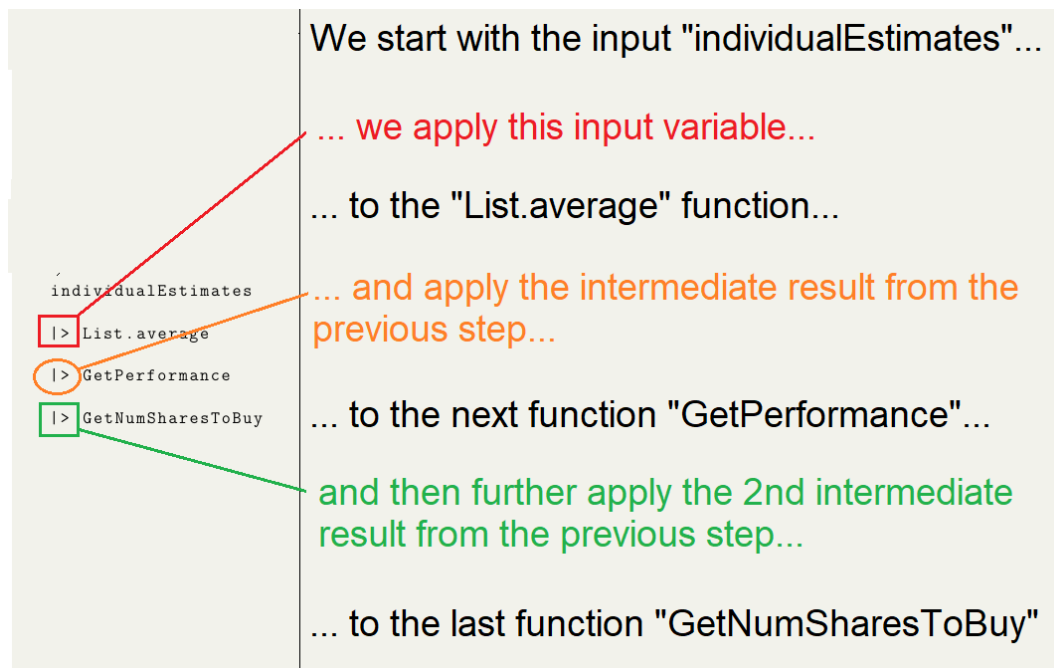 We start with the input "individualEstimates"...
... we apply this input variable...
... to the "List.average" function...
... and apply the intermediate result from the
previous step...
... to the next function "GetPerformance"...
and then further apply the 2nd intermediate
result from the previous step...
... to the last function "GetNumSharesToBuy"
individualEstimates
|> List.average
|> GetPerformance
|> GetNumSharesToBuy